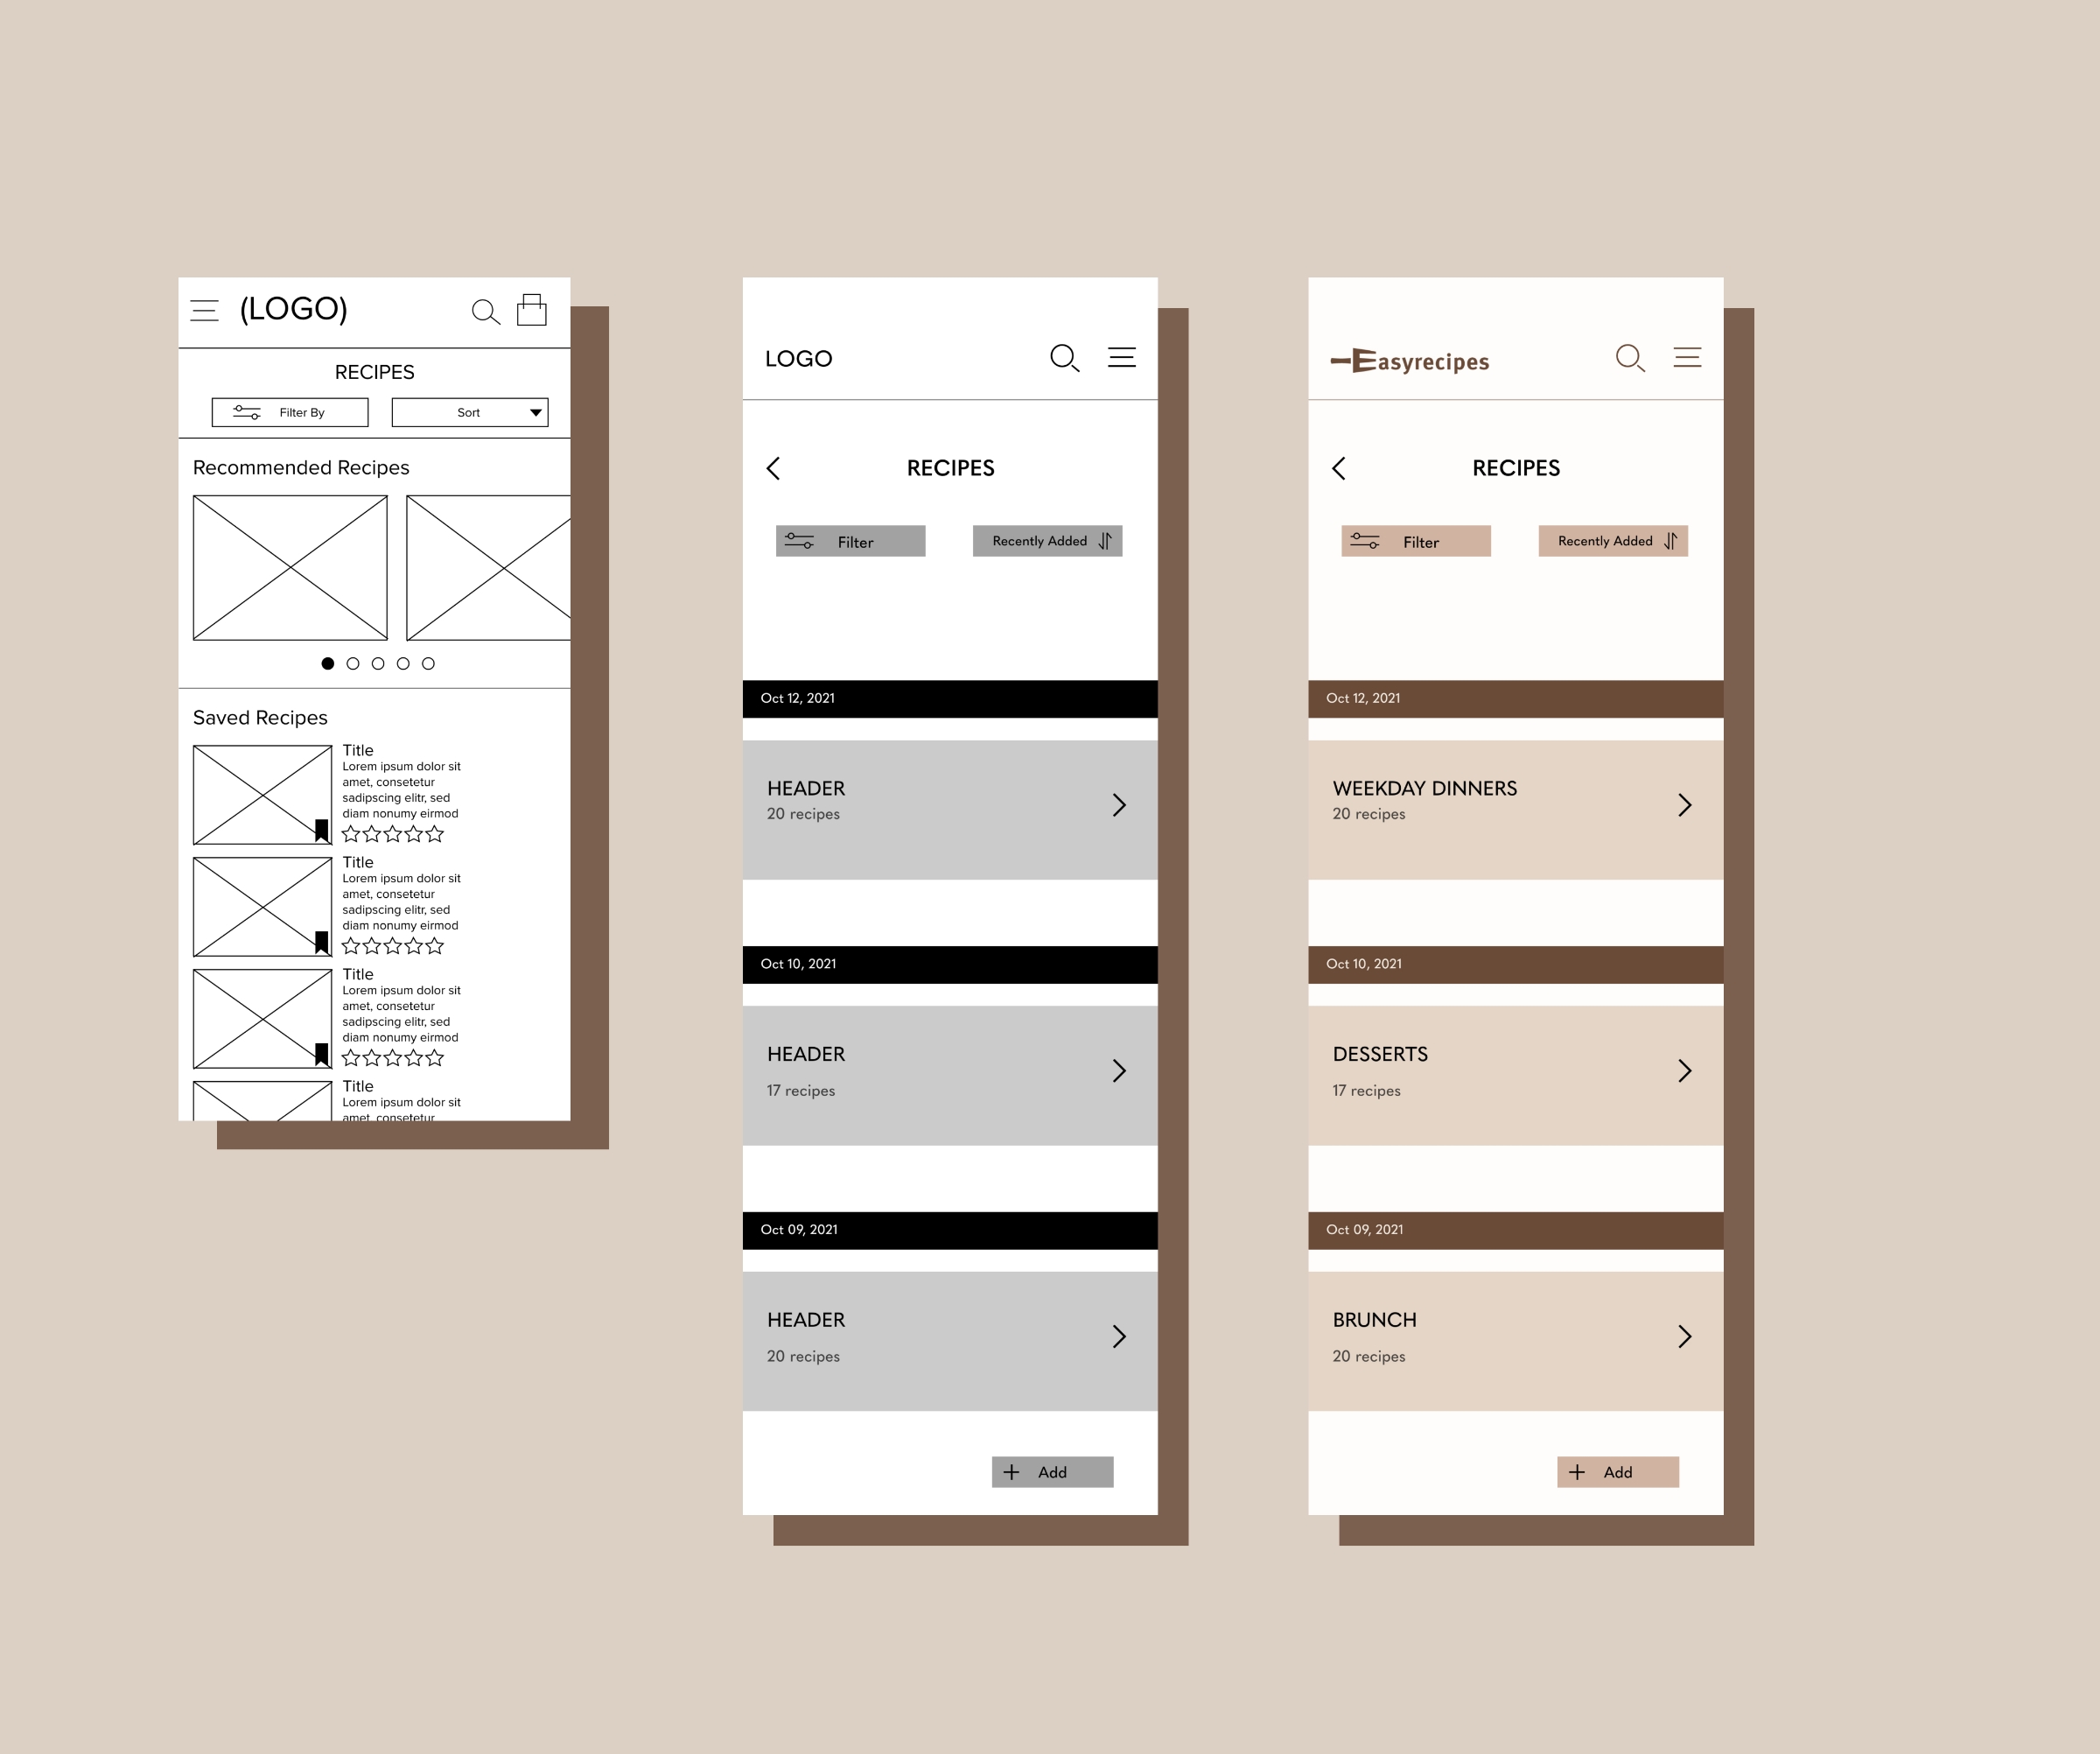 (LOGO)
RECIPES
Filter By
Sort
Recommended Recipes
Saved Recipes
Title
Lorem ipsum dolor sit
amet, consetetur
sadipscing elitr, sed
diam nonumy eirmod
Title
Lorem ipsum dolor sit
amet, consetetur
sadipscing elitr, sed
diam nonumy eirmod
Title
Lorem ipsum dolor sit
amet, consetetur
sadipscing elitr, sed
diam nonumy eirmod
Title
Lorem ipsum dolor sit
amet, consetetur
LOGO
RECIPES
Filter
Recently Added
Oct 12, 2021
HEADER
20 recipes
Oct 10, 2021
HEADER
17 recipes
Oct 09, 2021
HEADER
20 recipes
Add
Easyrecipes
RECIPES
Filter
Recently Added
Oct 12, 2021
WEEKDAY DINNERS
20 recipes
Oct 10, 2021
DESSERTS
17 recipes
Oct 09, 2021
BRUNCH
20 recipes
Add